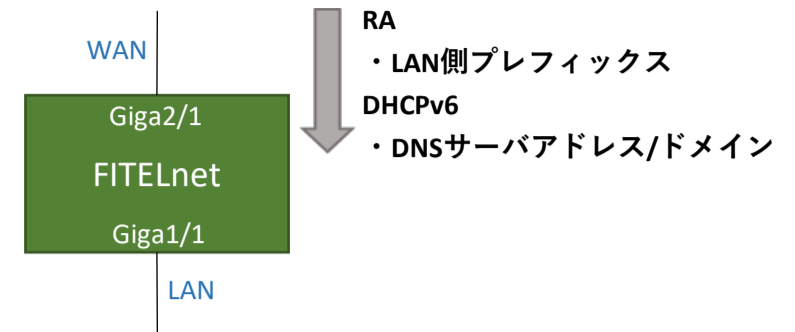 WAN
Giga2/1
FITELnet
Giga1/1
LAN
RA
・LAN側プレフィックス
DHCPv6
・DNSサーバアドレス/ドメイン